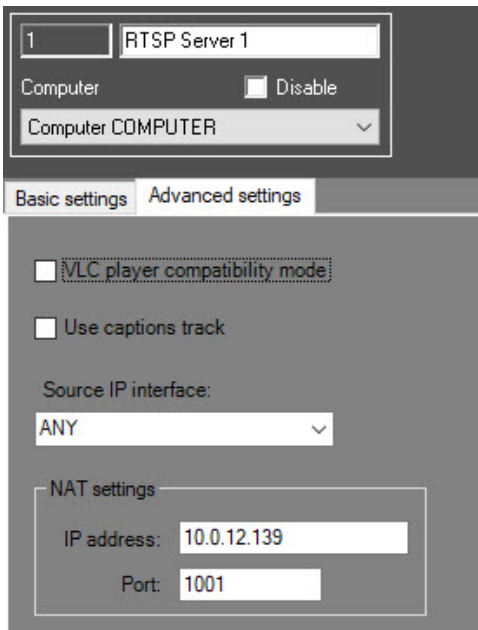 1 RTSP Server 1
Computer Disable
Computer COMPUTER
Basic settings Advanced settings
VLC player compatibility mode
Use captions track
Source IP interface:
ANY
NAT settings
IP address: 10.0.12.139
Port: 1001